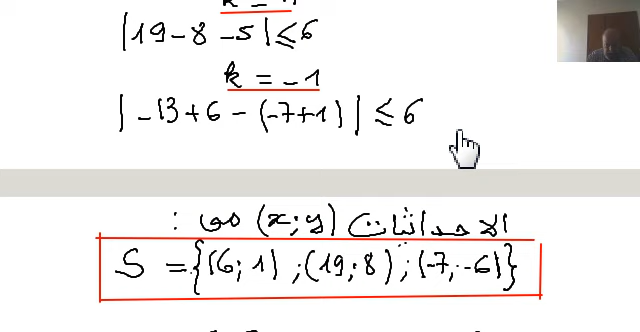 |19-8-5|≤6
k = -1
|-13+6-(-7+1)|≤6
الاحداثيات (x;y) هي :
S = {(6;1);(19;8);(-7;-6)}